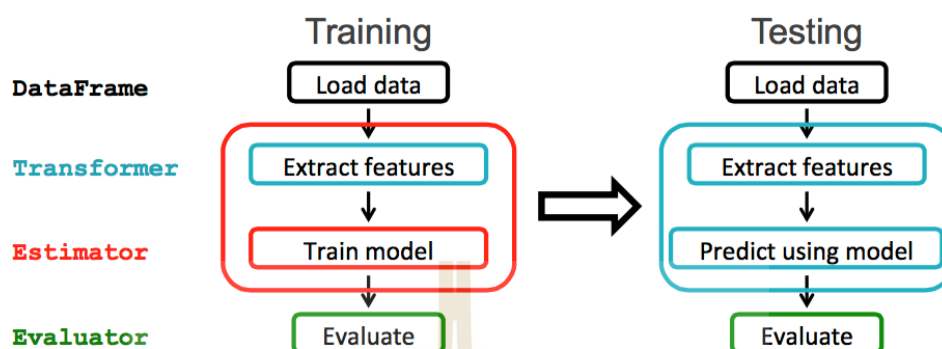 Training Testing
DataFrame Load data Load data
Transformer Extract features Extract features
Estimator Train model Predict using model
Evaluator Evaluate Evaluate